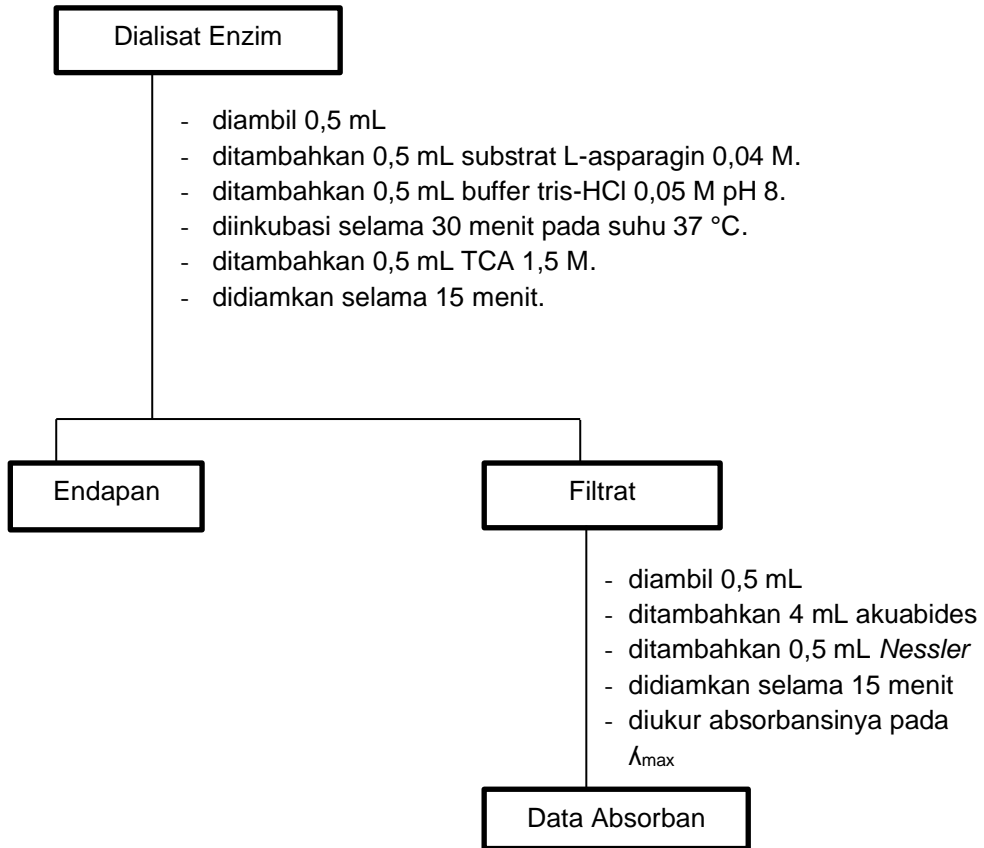 Dialisat Enzim
- diambil 0,5 mL
- ditambahkan 0,5 mL substrat L-asparagin 0,04 M.
- ditambahkan 0,5 mL buffer tris-HCl 0,05 M pH 8.
- diinkubasi selama 30 menit pada suhu 37 °C.
- ditambahkan 0,5 mL TCA 1,5 M.
- didiamkan selama 15 menit.
Endapan
Filtrat
- diambil 0,5 mL
- ditambahkan 4 mL akuabides
- ditambahkan 0,5 mL Nessler
- didiamkan selama 15 menit
- diukur absorbansinya pada
ʎmax
Data Absorban